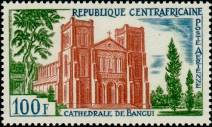 REPUBLIQUE CENTRAFRICAINE
POSTE AERIENNE
100F
CATHEDRALE DE BANGUI